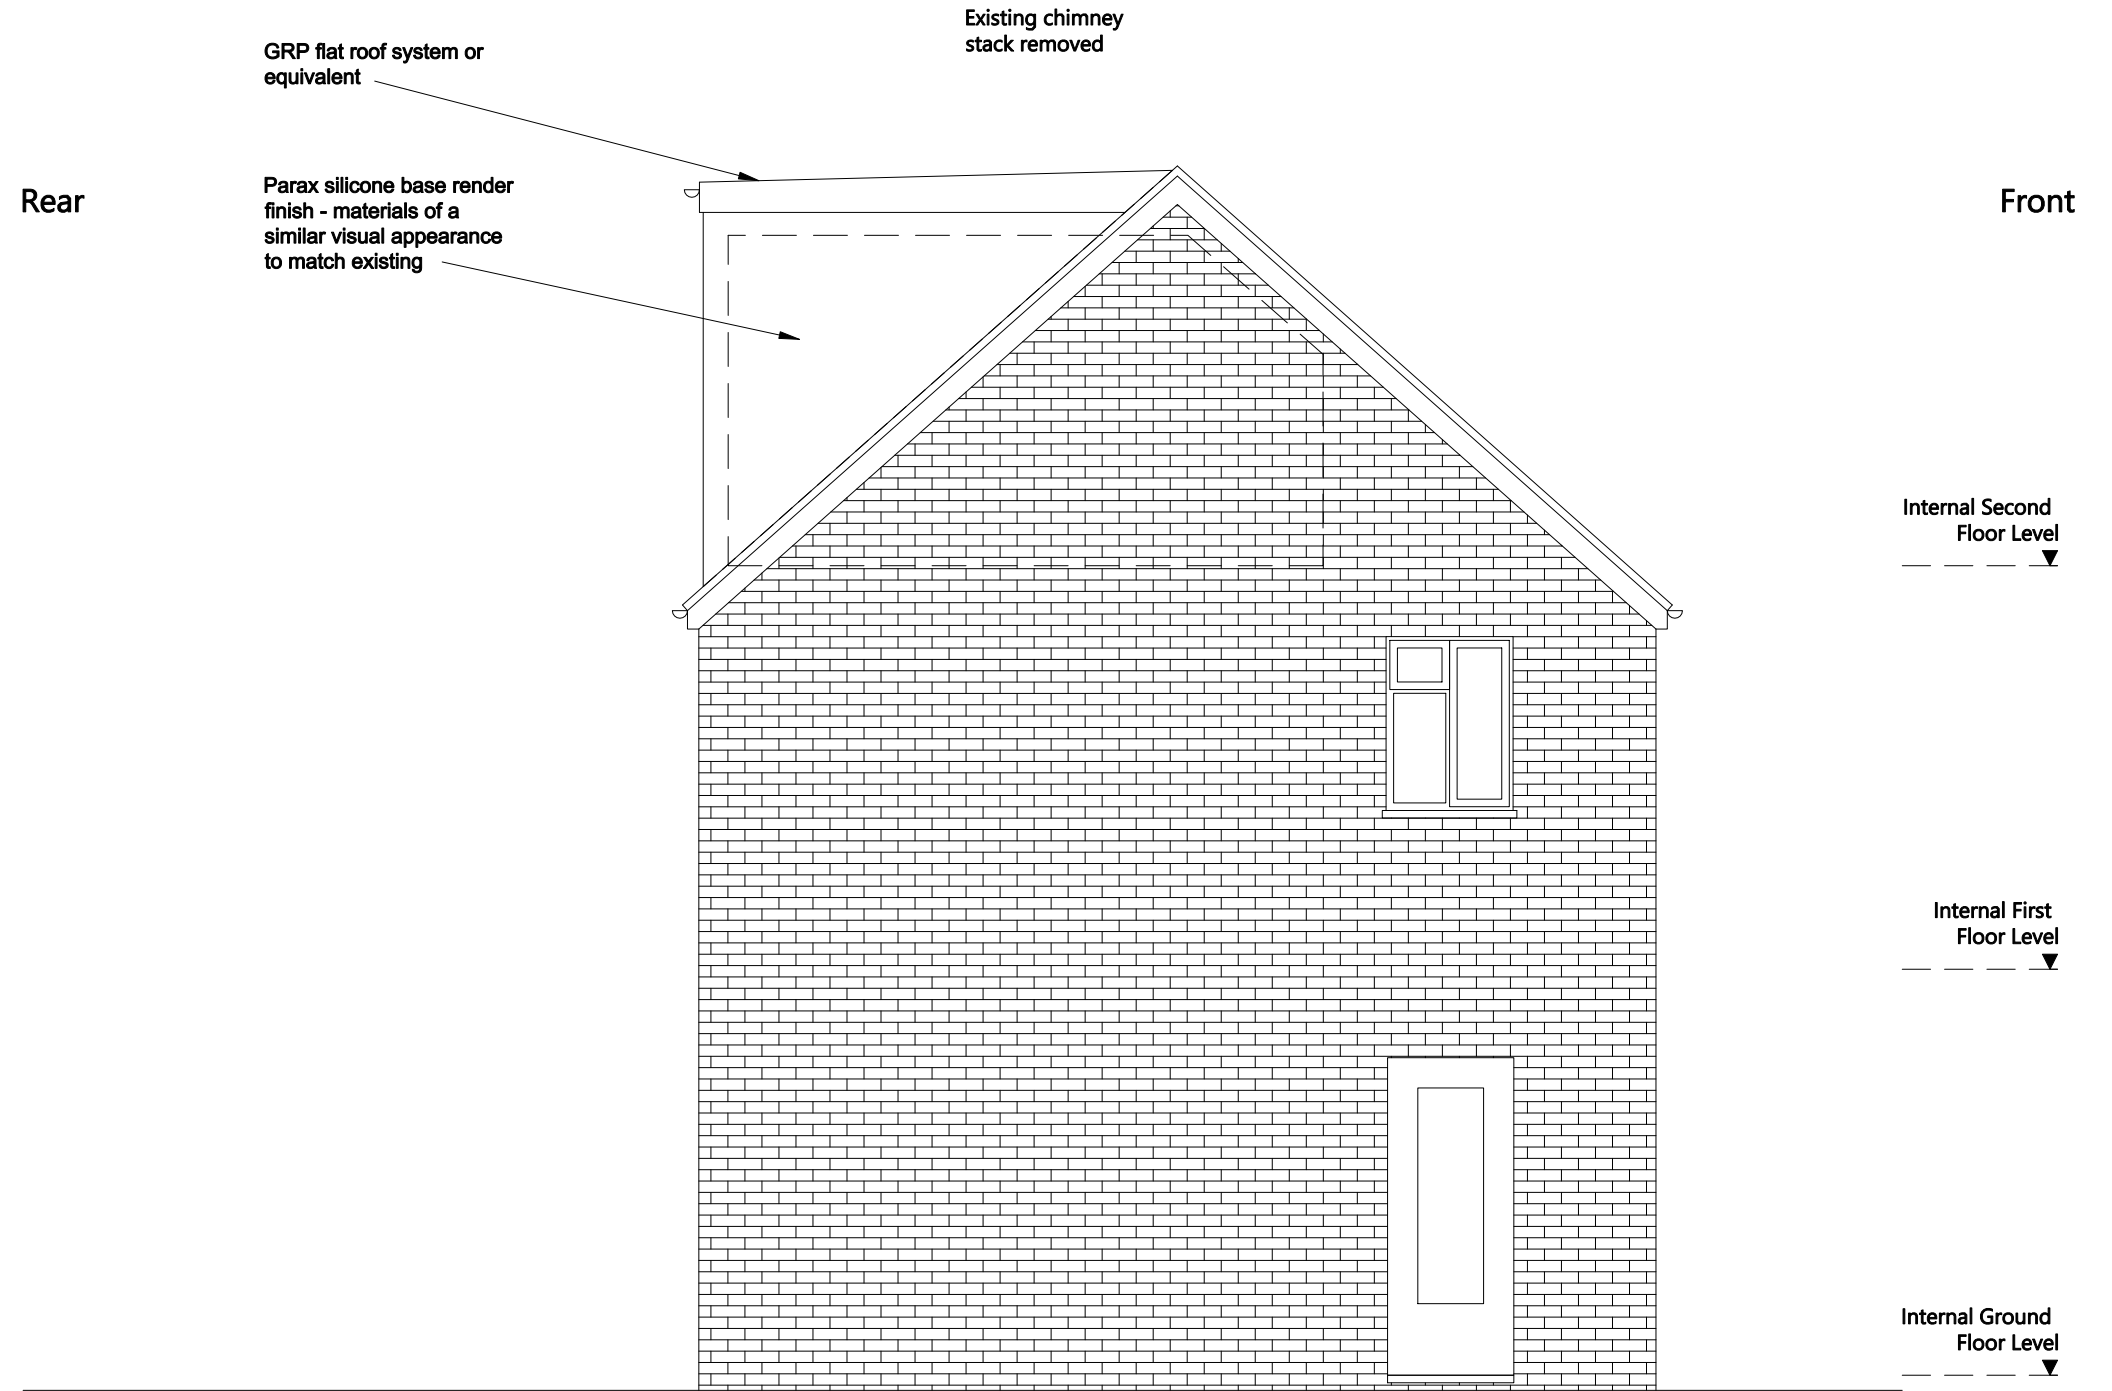 Existing chimney
stack removed
GRP flat roof system or
equivalent
Parax silicone base render
finish - materials of a
similar visual appearance
to match existing
Rear
Front
Internal Second
Floor Level
Internal First
Floor Level
Internal Ground
Floor Level